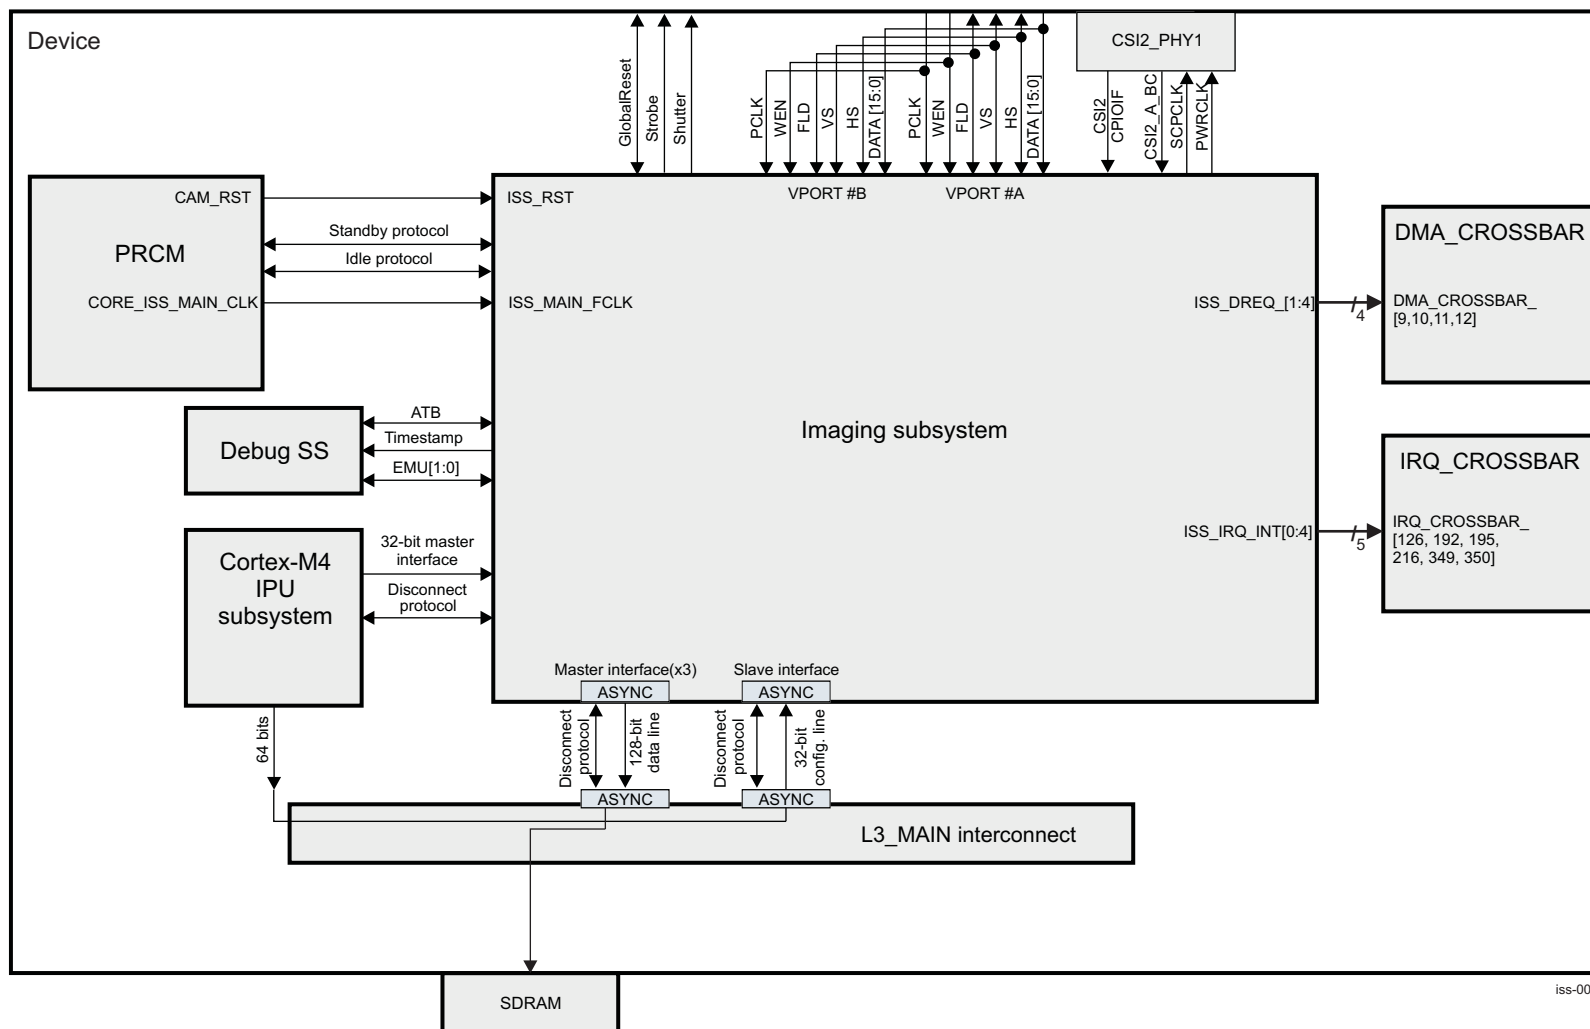 Device
GlobalReset
Strobe
Shutter
PCLK
WEN
FLD
VS
HS
DATA [15:0]
PCLK
WEN
FLD
VS
HS
DATA [15:0]
CSI2_PHY1
CSI2
CPIOIF
CSI2_A_BC
SCPCLK
PWRCLK
VPORT #B
VPORT #A
PRCM
CAM_RST
CORE_ISS_MAIN_CLK
Standby protocol
Idle protocol
ISS_RST
ISS_MAIN_FCLK
Imaging subsystem
ISS_DREQ_[1:4]
4
DMA_CROSSBAR
DMA_CROSSBAR_
[9,10,11,12]
Debug SS
ATB
Timestamp
EMU[1:0]
ISS_IRQ_INT[0:4]
5
IRQ_CROSSBAR
IRQ_CROSSBAR_
[126, 192, 195,
216, 349, 350]
Cortex-M4
IPU
subsystem
32-bit master
interface
Disconnect
protocol
64 bits
Master interface(x3)
ASYNC
Slave interface
ASYNC
Disconnect
protocol
128-bit
data line
Disconnect
protocol
32-bit
config. line
ASYNC
ASYNC
L3_MAIN interconnect
SDRAM
iss-00